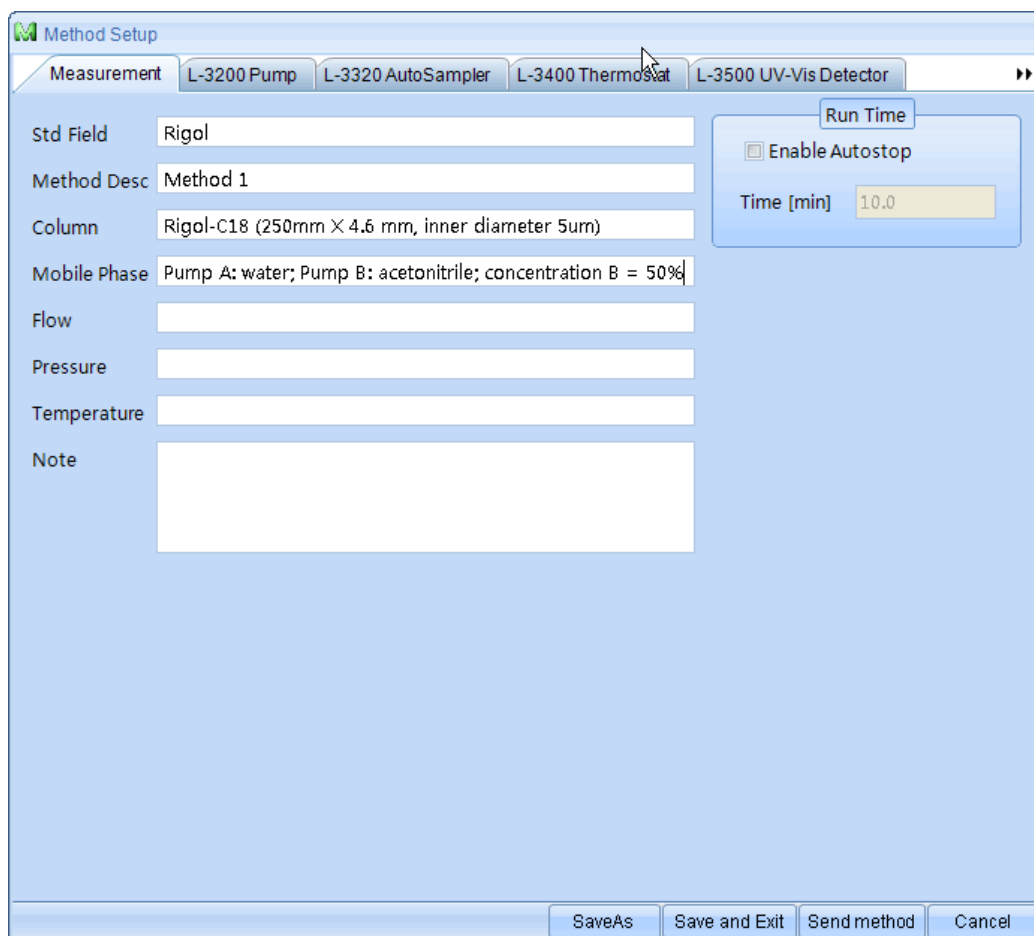 Method Setup
Measurement L-3200 Pump L-3320 AutoSampler L-3400 Thermostat L-3500 UV-Vis Detector
Run Time
Std Field Rigol
Enable Autostop
Method Desc Method 1
Time [min] 10.0
Column Rigol-C18 (250mm X 4.6 mm, inner diameter 5um)
Mobile Phase Pump A: water; Pump B: acetonitrile; concentration B = 50%
Flow
Pressure
Temperature
Note
SaveAs Save and Exit Send method Cancel